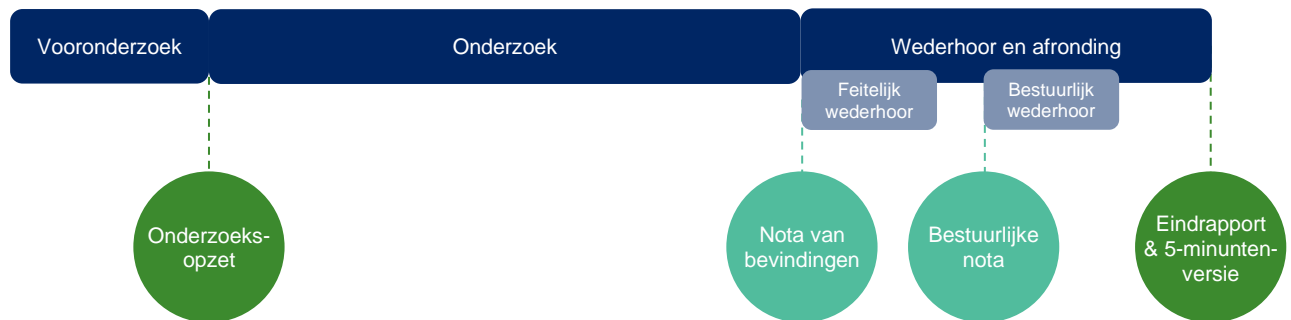 Vooronderzoek
Onderzoek
Wederhoor en afronding
Feitelijk
wederhoor
Bestuurlijk
wederhoor
Onderzoeks-
opzet
Nota van
bevindingen
Bestuurlijke
nota
Eindrapport
& 5-minunten-
versie